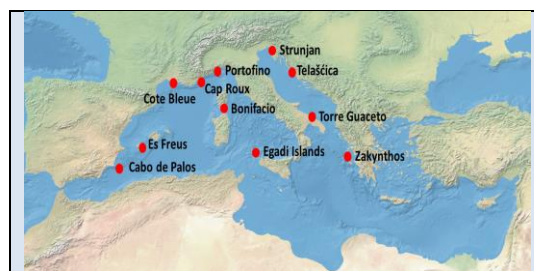 Strunjan
Portofino
Telašćica
Cap Roux
Cote Bleue
Bonifacio
Torre Guaceto
Es Freus
Egadi Islands
Zakynthos
Cabo de Palos